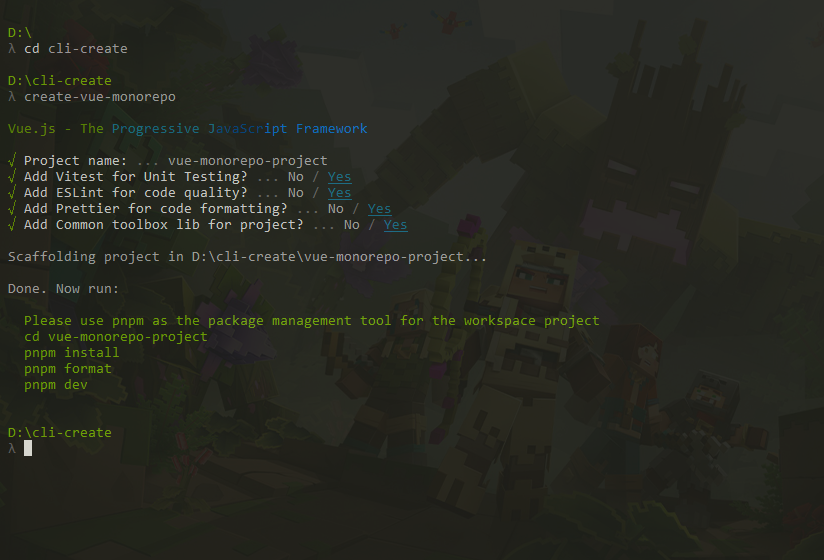 D:\
λ cd cli-create
D:\cli-create
λ create-vue-monorepo
Vue.js - The Progressive JavaScript Framework
√ Project name: ... vue-monorepo-project
√ Add Vitest for Unit Testing? ... No / Yes
√ Add ESLint for code quality? ... No / Yes
√ Add Prettier for code formatting? ... No / Yes
√ Add Common toolbox lib for project? ... No / Yes
Scaffolding project in D:\cli-create\vue-monorepo-project...
Done. Now run:
Please use pnpm as the package management tool for the workspace project
cd vue-monorepo-project
pnpm install
pnpm format
pnpm dev
D:\cli-create
λ